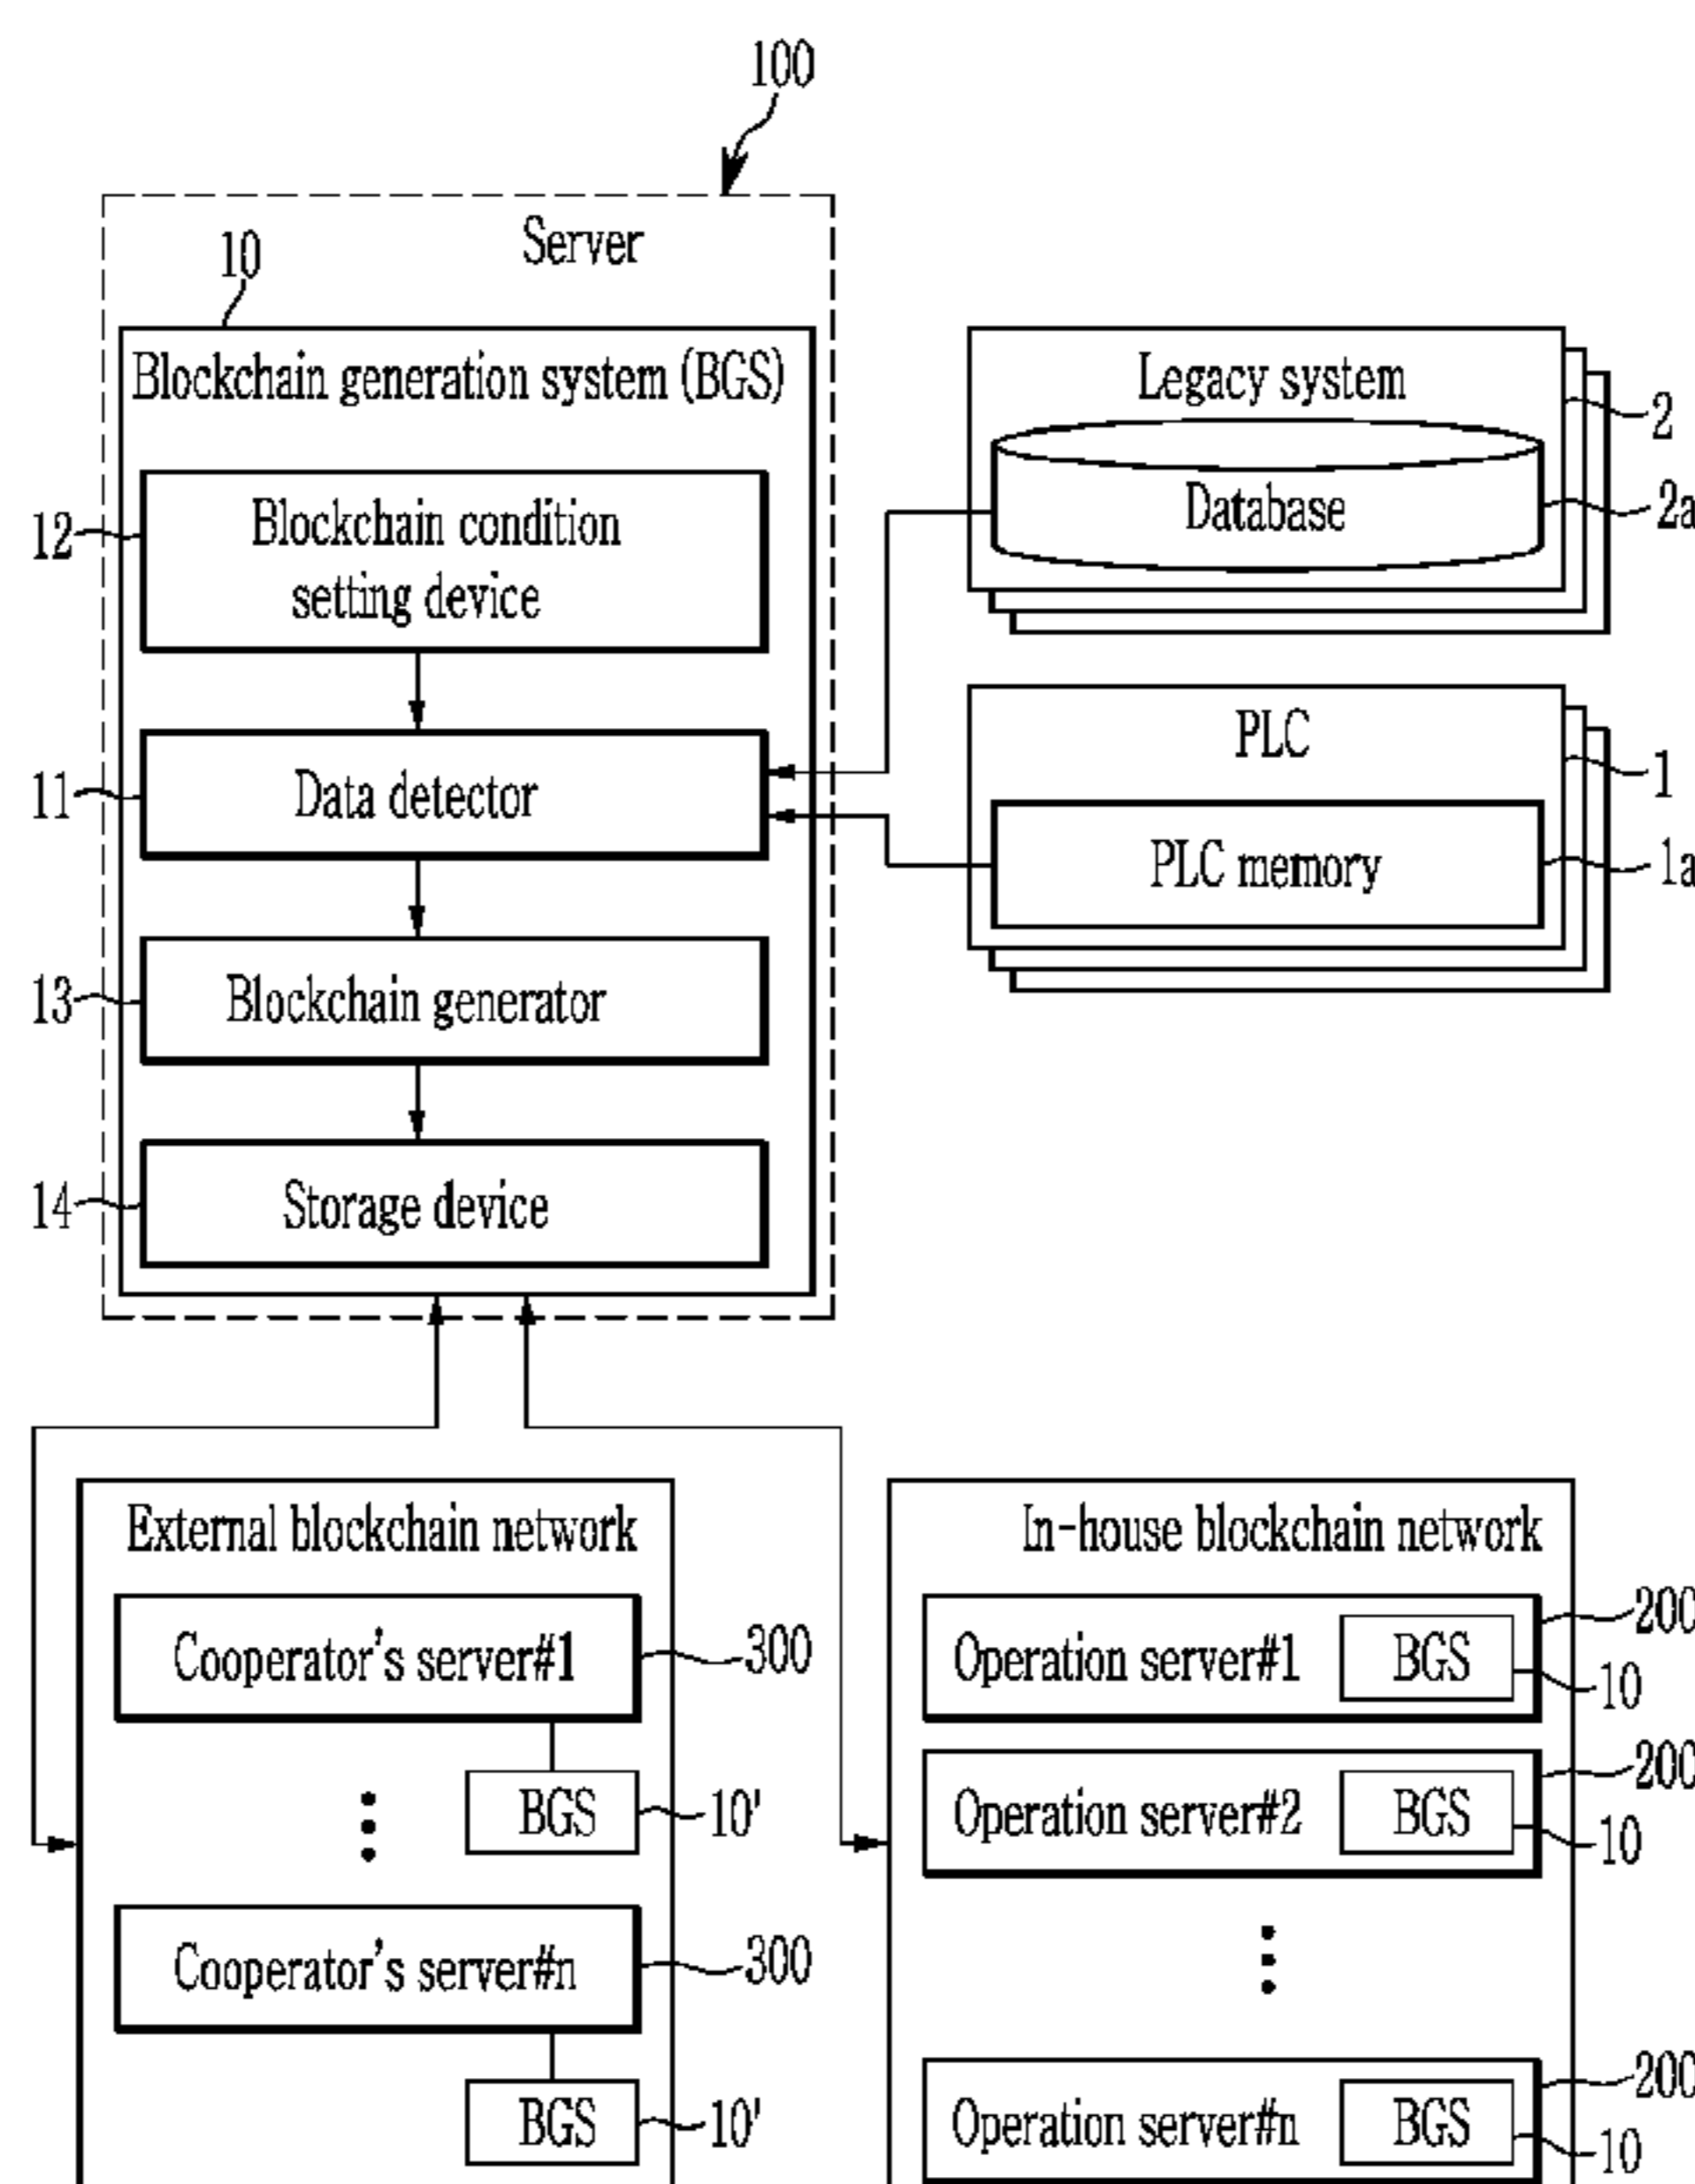 100
Server
10
Blockchain generation system (BGS)
12
Blockchain condition
setting device
11
Data detector
13
Blockchain generator
14
Storage device
Legacy system
2
Database
2a
PLC
1
PLC memory
1a
External blockchain network
Cooperator's server#1
300
BGS
10'
Cooperator's server#n
300
BGS
10'
In-house blockchain network
Operation server#1
BGS
200
10
Operation server#2
BGS
200
10
Operation server#n
BGS
200
10